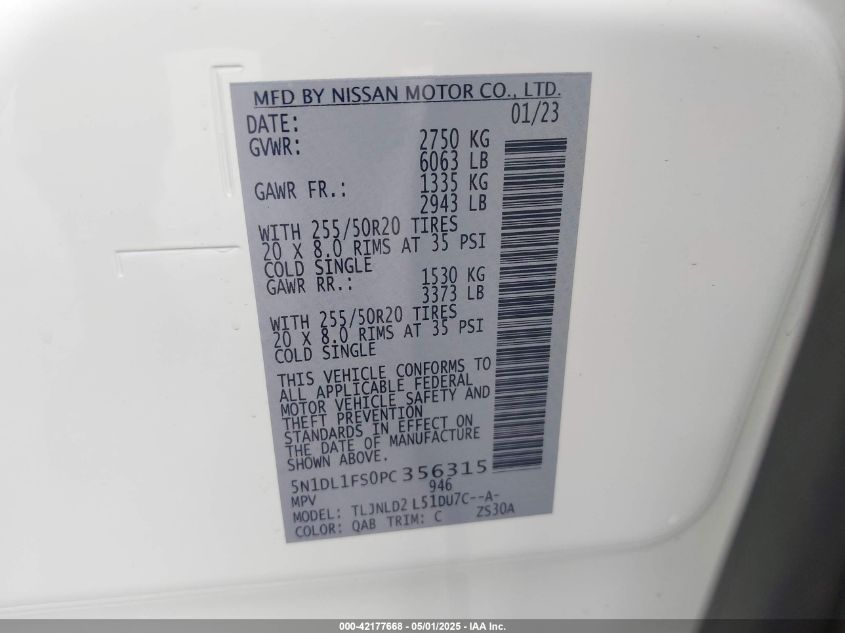 MFD BY NISSAN MOTOR CO., LTD.
DATE: 01/23
GVWR: 2750 KG
6063 LB
GAWR FR.: 1335 KG
2943 LB
WITH 255/50R20 TIRES
20 X 8.0 RIMS AT 35 PSI
COLD SINGLE
GAWR RR.: 1530 KG
3373 LB
WITH 255/50R20 TIRES
20 X 8.0 RIMS AT 35 PSI
COLD SINGLE
THIS VEHICLE CONFORMS TO
ALL APPLICABLE FEDERAL
MOTOR VEHICLE SAFETY AND
THEFT PREVENTION
STANDARDS IN EFFECT ON
THE DATE OF MANUFACTURE
SHOWN ABOVE.
5N1DL1FS0PC356315
MPV 946
MODEL: TLJNLD2 L51DU7C--A-
COLOR: QAB TRIM: C ZS30A
000-42177668 - 05/01/2025 - IAA Inc.